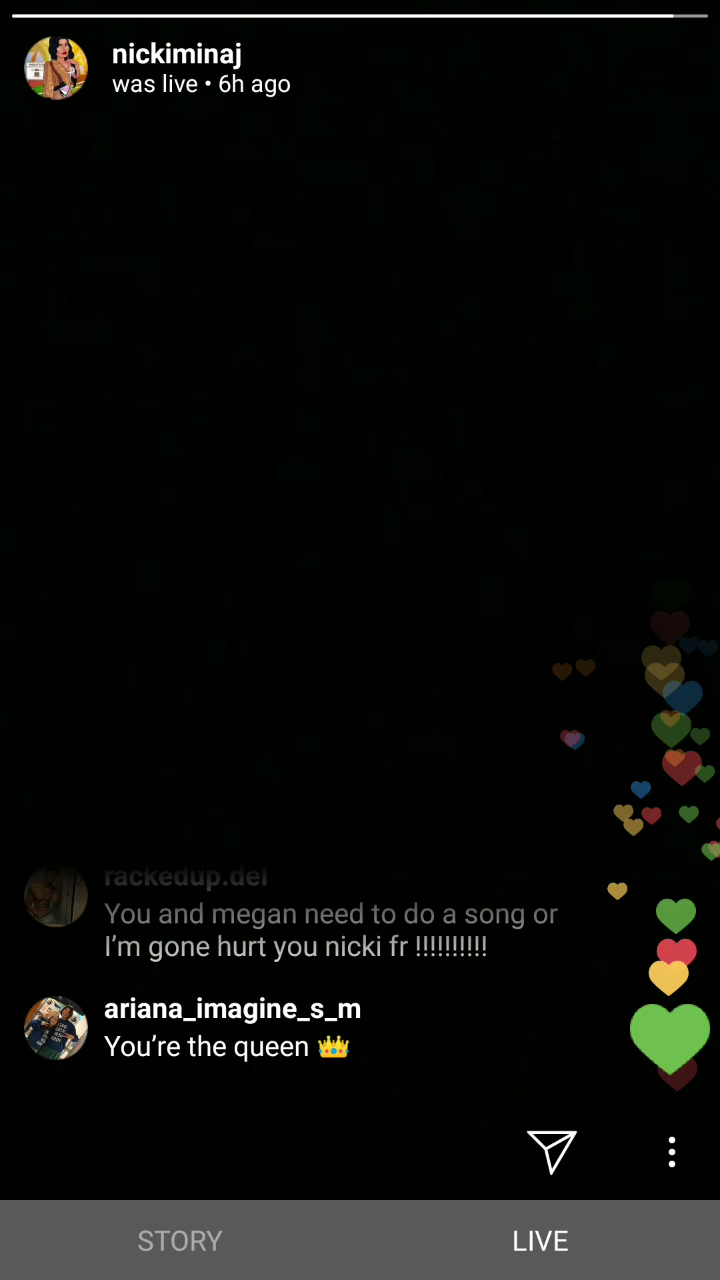 nickiminaj
was live • 6h ago
rackedup.del
You and megan need to do a song or
I'm gone hurt you nicki fr !!!!!!!!!!
ariana_imagine_s_m
You're the queen 👑
STORY
LIVE